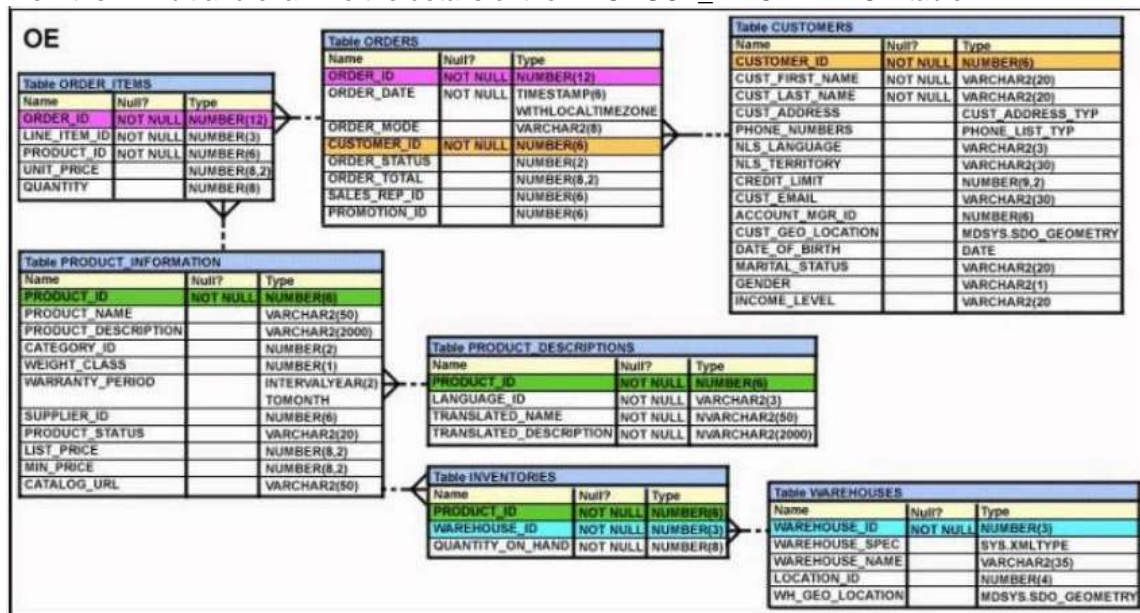 OE
Table ORDER_ITEMS
Name Null? Type
ORDER_ID NOT NULL NUMBER(12)
LINE_ITEM_ID NOT NULL NUMBER(3)
PRODUCT_ID NOT NULL NUMBER(6)
UNIT_PRICE NUMBER(8,2)
QUANTITY NUMBER(8)
Table ORDERS
Name Null? Type
ORDER_ID NOT NULL NUMBER(12)
ORDER_DATE NOT NULL TIMESTAMP(6)
WITHLOCALTIMEZONE
ORDER_MODE VARCHAR2(8)
CUSTOMER_ID NOT NULL NUMBER(6)
ORDER_STATUS NUMBER(2)
ORDER_TOTAL NUMBER(8,2)
SALES_REP_ID NUMBER(6)
PROMOTION_ID NUMBER(6)
Table CUSTOMERS
Name Null? Type
CUSTOMER_ID NOT NULL NUMBER(6)
CUST_FIRST_NAME NOT NULL VARCHAR2(20)
CUST_LAST_NAME NOT NULL VARCHAR2(20)
CUST_ADDRESS CUST_ADDRESS_TYP
PHONE_NUMBERS PHONE_LIST_TYP
NLS_LANGUAGE VARCHAR2(3)
NLS_TERRITORY VARCHAR2(30)
CREDIT_LIMIT NUMBER(9,2)
CUST_EMAIL VARCHAR2(30)
ACCOUNT_MGR_ID NUMBER(6)
CUST_GEO_LOCATION MDSYS.SDO_GEOMETRY
DATE_OF_BIRTH DATE
MARITAL_STATUS VARCHAR2(20)
GENDER VARCHAR2(1)
INCOME_LEVEL VARCHAR2(20
Table PRODUCT_INFORMATION
Name Null? Type
PRODUCT_ID NOT NULL NUMBER(6)
PRODUCT_NAME VARCHAR2(50)
PRODUCT_DESCRIPTION VARCHAR2(2000)
CATEGORY_ID NUMBER(2)
WEIGHT_CLASS NUMBER(1)
WARRANTY_PERIOD INTERVALYEAR(2)
TOMONTH
SUPPLIER_ID NUMBER(6)
PRODUCT_STATUS VARCHAR2(20)
LIST_PRICE NUMBER(8,2)
MIN_PRICE NUMBER(8,2)
CATALOG_URL VARCHAR2(50)
Table PRODUCT_DESCRIPTIONS
Name Null? Type
PRODUCT_ID NOT NULL NUMBER(6)
LANGUAGE_ID NOT NULL VARCHAR2(3)
TRANSLATED_NAME NOT NULL NVARCHAR2(50)
TRANSLATED_DESCRIPTION NOT NULL NVARCHAR2(2000)
Table INVENTORIES
Name Null? Type
PRODUCT_ID NOT NULL NUMBER(6)
WAREHOUSE_ID NOT NULL NUMBER(3)
QUANTITY_ON_HAND NOT NULL NUMBER(8)
Table WAREHOUSES
Name Null? Type
WAREHOUSE_ID NOT NULL NUMBER(3)
WAREHOUSE_SPEC SYS.XMLTYPE
WAREHOUSE_NAME VARCHAR2(35)
LOCATION_ID NUMBER(4)
WH_GEO_LOCATION MDSYS.SDO_GEOMETRY